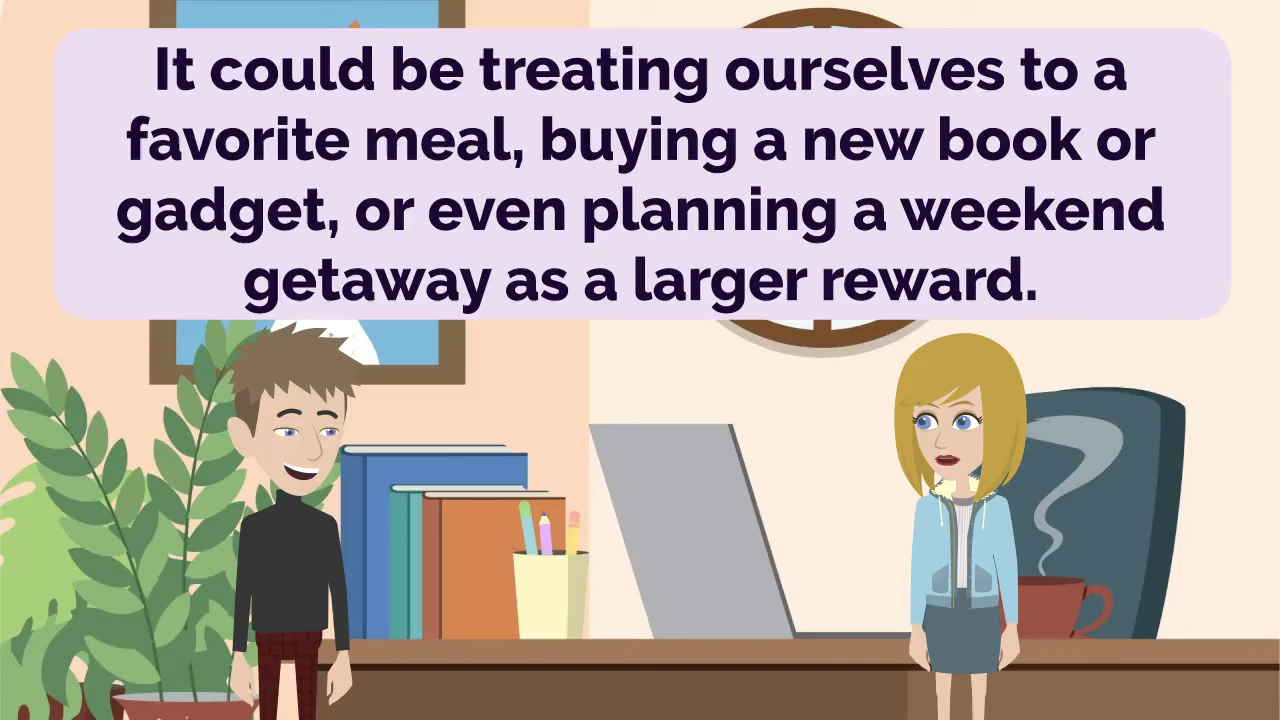 It could be treating ourselves to a
favorite meal, buying a new book or
gadget, or even planning a weekend
getaway as a larger reward.